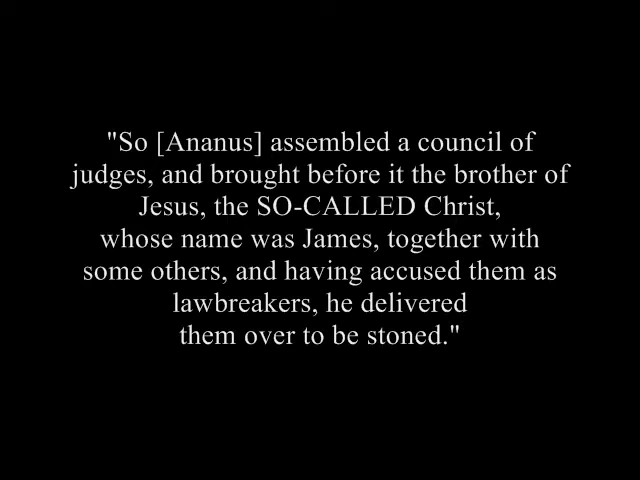 "So [Ananus] assembled a council of
judges, and brought before it the brother of
Jesus, the SO-CALLED Christ,
whose name was James, together with
some others, and having accused them as
lawbreakers, he delivered
them over to be stoned."